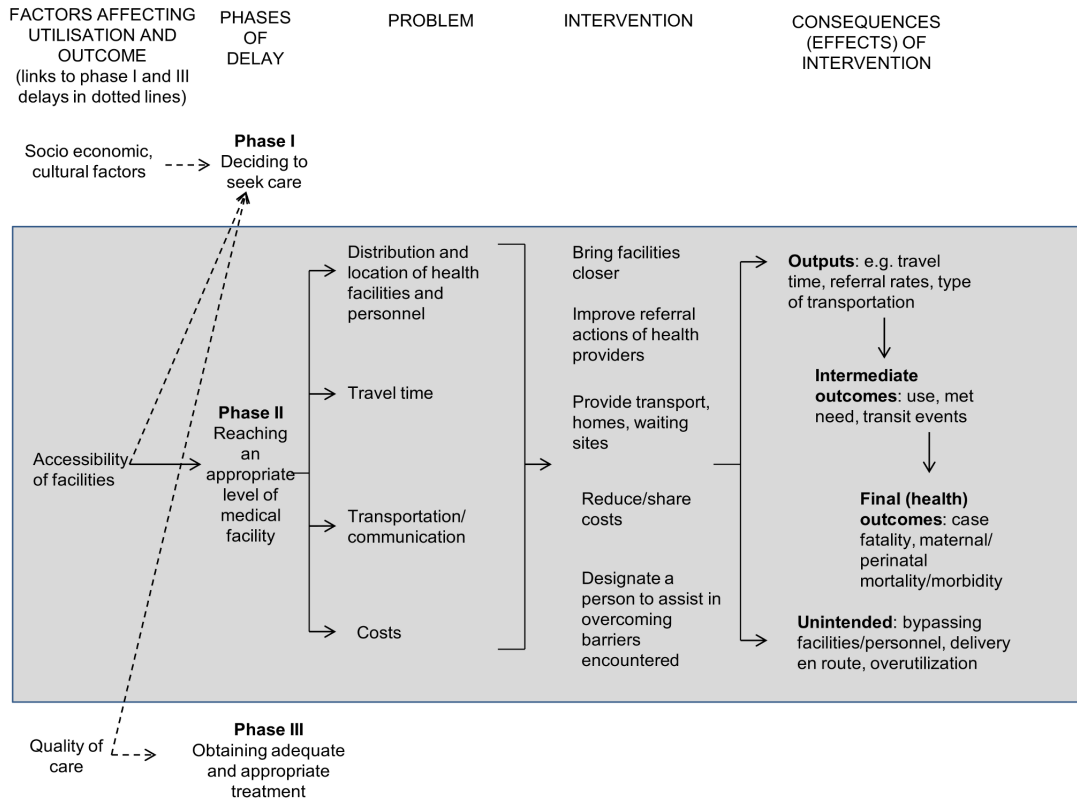 FACTORS AFFECTING
UTILISATION AND
OUTCOME
(links to phase I and III
delays in dotted lines)
PHASES
OF
DELAY
PROBLEM
INTERVENTION
CONSEQUENCES
(EFFECTS) OF
INTERVENTION
Socio economic,
cultural factors
Phase I
Deciding to
seek care
Accessibility
of facilities
Phase II
Reaching
an
appropriate
level of
medical
facility
Distribution and
location of health
facilities and
personnel
Travel time
Transportation/
communication
Costs
Bring facilities
closer
Improve referral
actions of health
providers
Provide transport,
homes, waiting
sites
Reduce/share
costs
Designate a
person to assist in
overcoming
barriers
encountered
Outputs: e.g. travel
time, referral rates, type
of transportation
Intermediate
outcomes: use, met
need, transit events
Final (health)
outcomes: case
fatality, maternal/
perinatal
mortality/morbidity
Unintended: bypassing
facilities/personnel, delivery
en route, overutilization
Quality of
care
Phase III
Obtaining adequate
and appropriate
treatment